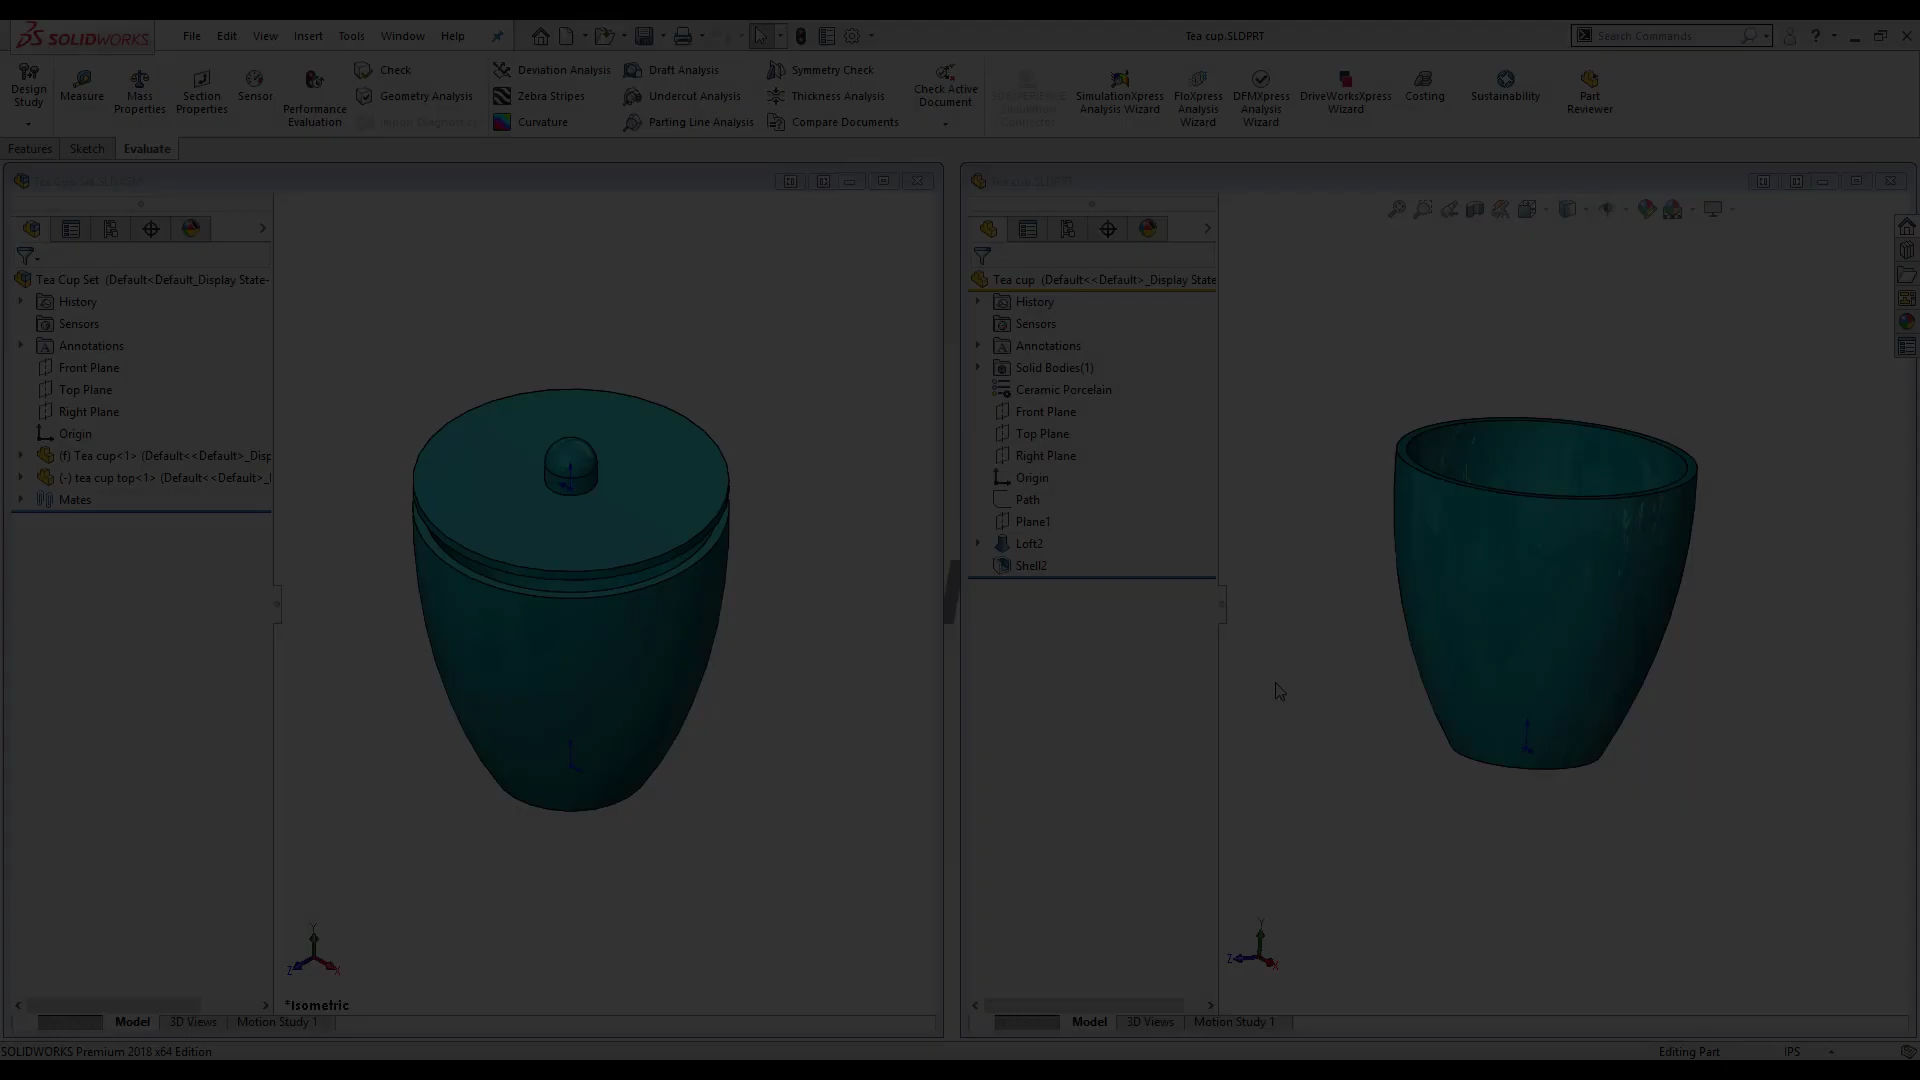 SOLIDWORKS
File Edit View Insert Tools Window Help
Tea cup.SLDPRT
Search Commands
Design Study
Measure
Mass Properties
Section Properties
Sensor
Performance Evaluation
Check
Geometry Analysis
Import Diagnostics
Deviation Analysis
Zebra Stripes
Curvature
Draft Analysis
Undercut Analysis
Parting Line Analysis
Symmetry Check
Thickness Analysis
Compare Documents
Check Active Document
SimulationXpress Analysis Wizard
FloXpress Analysis Wizard
DFMXpress Analysis Wizard
DriveWorksXpress Wizard
Costing
Sustainability
Part Reviewer
Features Sketch Evaluate
Tea Cup Set (Default<Default_Display State-
History
Sensors
Annotations
Front Plane
Top Plane
Right Plane
Origin
(f) Tea cup<1> (Default<<Default>_Disp
(-) tea cup top<1> (Default<<Default>_
Mates
Y
Z
X
*Isometric
Model 3D Views Motion Study 1
Tea cup.SLDPRT
Tea cup (Default<<Default>_Display State
History
Sensors
Annotations
Solid Bodies(1)
Ceramic Porcelain
Front Plane
Top Plane
Right Plane
Origin
Path
Plane1
Loft2
Shell2
Y
Z
X
Model 3D Views Motion Study 1
SOLIDWORKS Premium 2018 x64 Edition
Editing Part
IPS